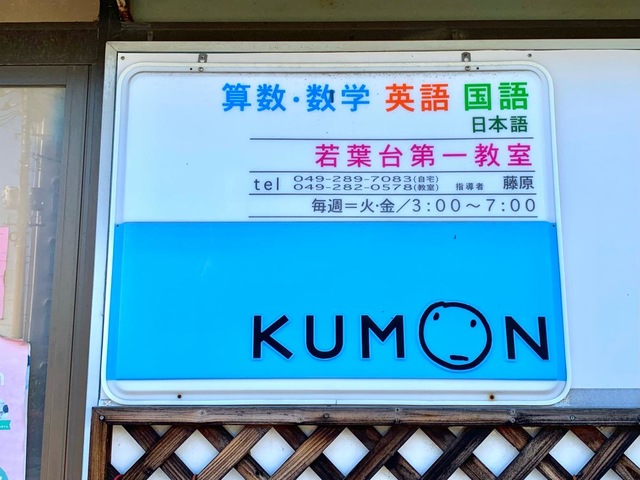 算数・数学 英語 国語
日本語
若葉台第一教室
tel 049-289-7083(自宅)
049-282-0578(教室) 指導者 藤原
毎週＝火・金／3：00～7：00
KUMON